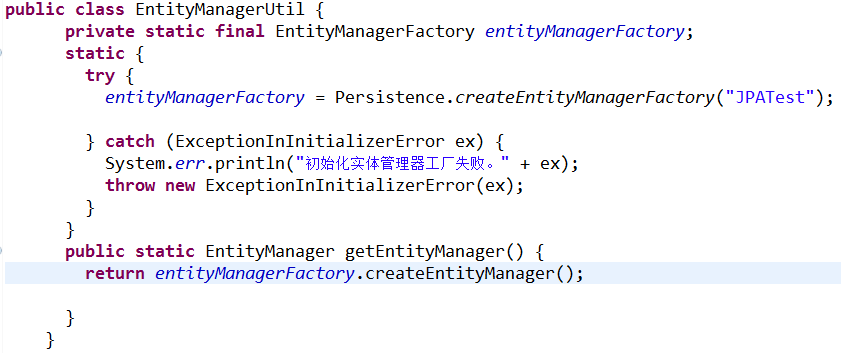 public class EntityManagerUtil {
private static final EntityManagerFactory entityManagerFactory;
static {
try {
entityManagerFactory = Persistence.createEntityManagerFactory("JPATest");
} catch (ExceptionInInitializerError ex) {
System.err.println("初始化实体管理器工厂失败。" + ex);
throw new ExceptionInInitializerError(ex);
}
}
public static EntityManager getEntityManager() {
return entityManagerFactory.createEntityManager();
}
}